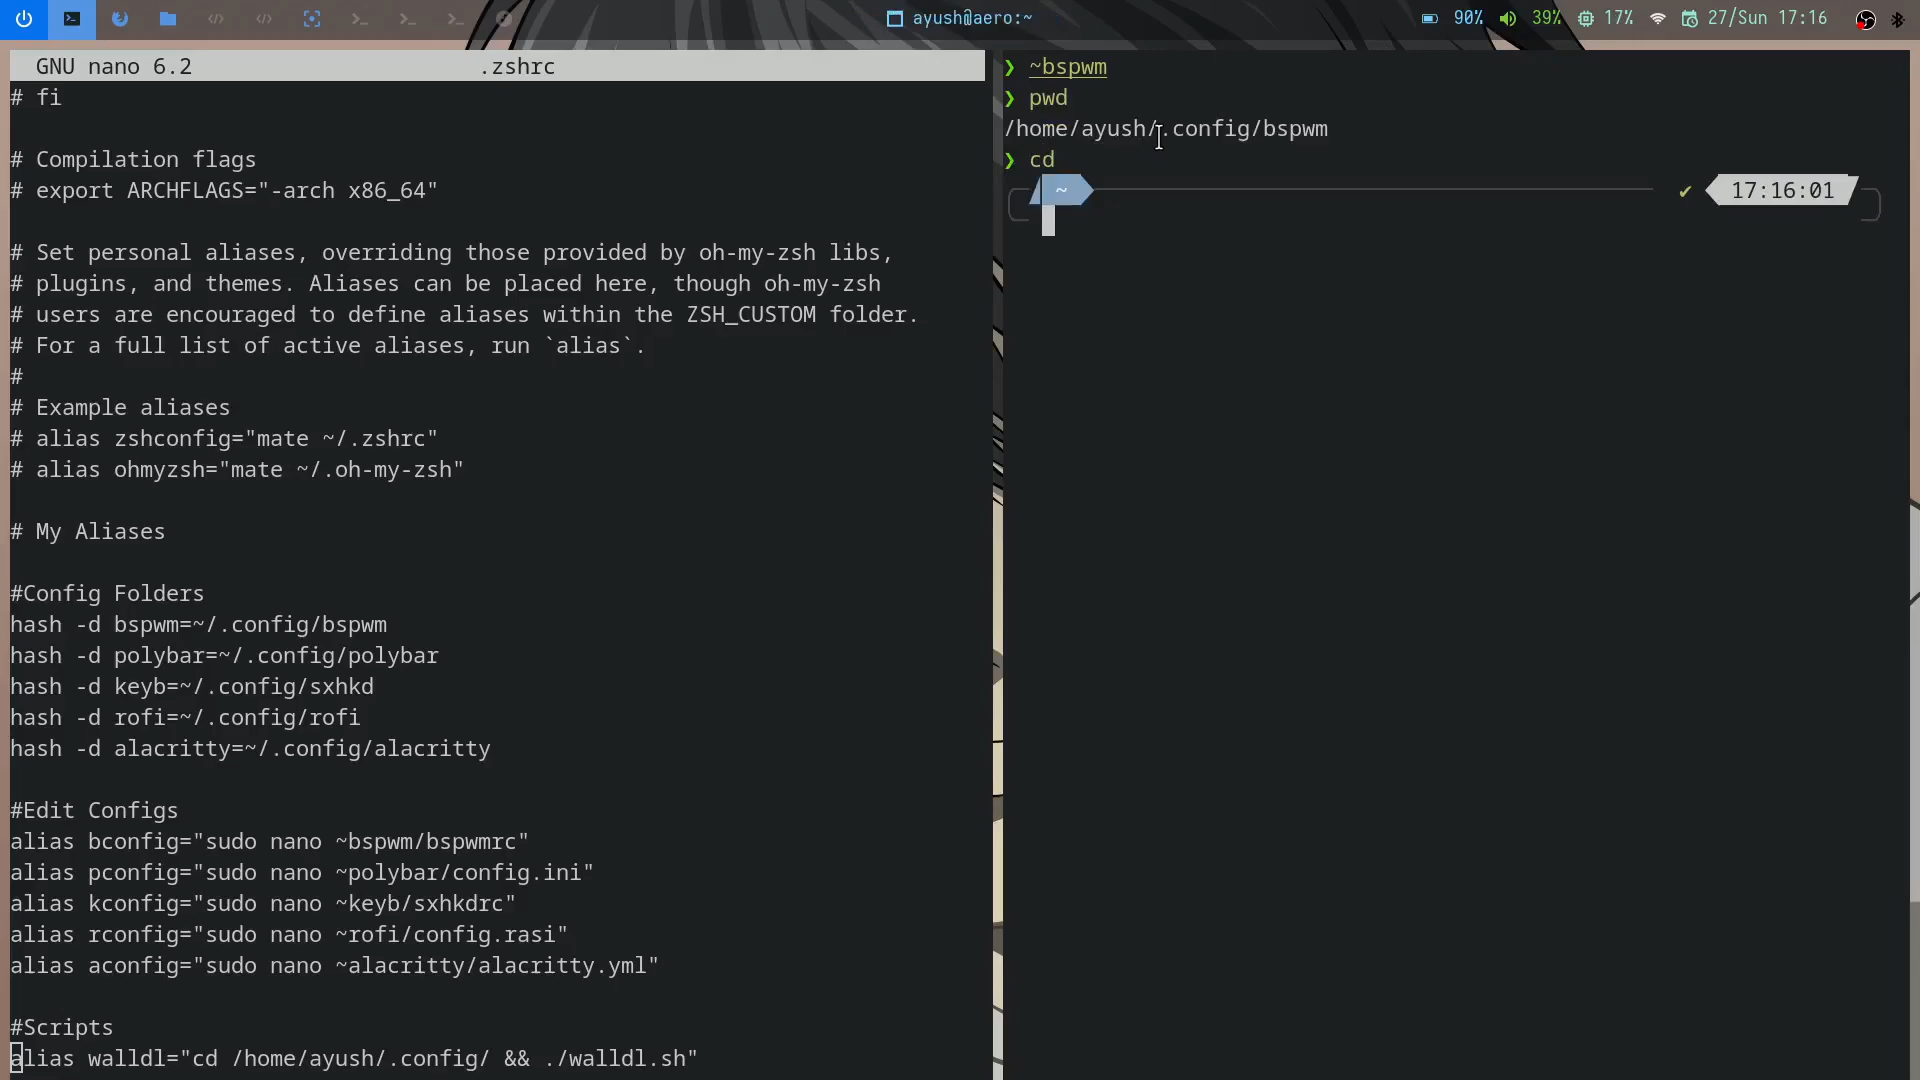 ayush@aero:~
90% 39% 17% 27/Sun 17:16
GNU nano 6.2 .zshrc
# fi
# Compilation flags
# export ARCHFLAGS="-arch x86_64"
# Set personal aliases, overriding those provided by oh-my-zsh libs,
# plugins, and themes. Aliases can be placed here, though oh-my-zsh
# users are encouraged to define aliases within the ZSH_CUSTOM folder.
# For a full list of active aliases, run `alias`.
#
# Example aliases
# alias zshconfig="mate ~/.zshrc"
# alias ohmyzsh="mate ~/.oh-my-zsh"
# My Aliases
#Config Folders
hash -d bspwm=~/.config/bspwm
hash -d polybar=~/.config/polybar
hash -d keyb=~/.config/sxhkd
hash -d rofi=~/.config/rofi
hash -d alacritty=~/.config/alacritty
#Edit Configs
alias bconfig="sudo nano ~bspwm/bspwmrc"
alias pconfig="sudo nano ~polybar/config.ini"
alias kconfig="sudo nano ~keyb/sxhkdrc"
alias rconfig="sudo nano ~rofi/config.rasi"
alias aconfig="sudo nano ~alacritty/alacritty.yml"
#Scripts
alias walldl="cd /home/ayush/.config/ && ./walldl.sh"
❯ ~bspwm
❯ pwd
/home/ayush/.config/bspwm
❯ cd
~ ✔ 17:16:01